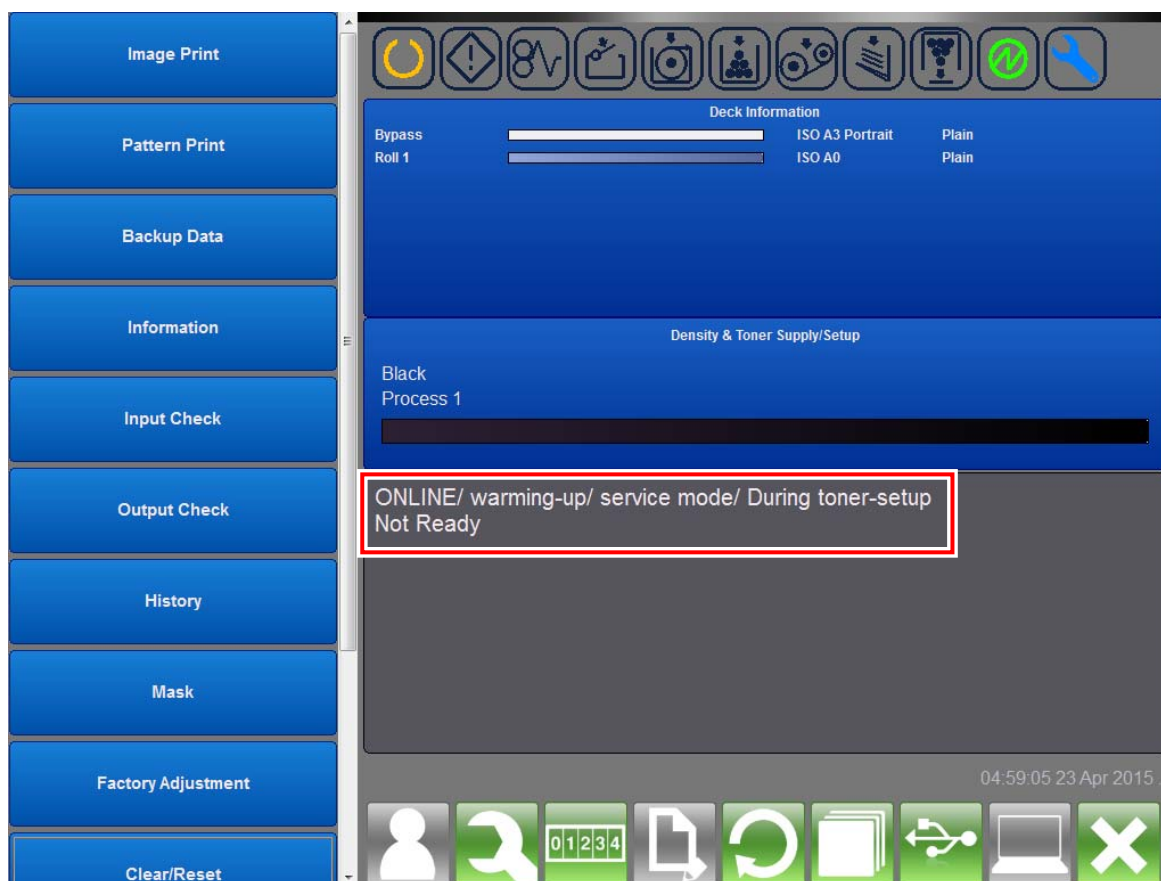 Image Print
Pattern Print
Backup Data
Information
Input Check
Output Check
History
Mask
Factory Adjustment
Clear/Reset
Deck Information
Bypass ISO A3 Portrait Plain
Roll 1 ISO A0 Plain
Density & Toner Supply/Setup
Black
Process 1
ONLINE/ warming-up/ service mode/ During toner-setup
Not Ready
04:59:05 23 Apr 2015
01234